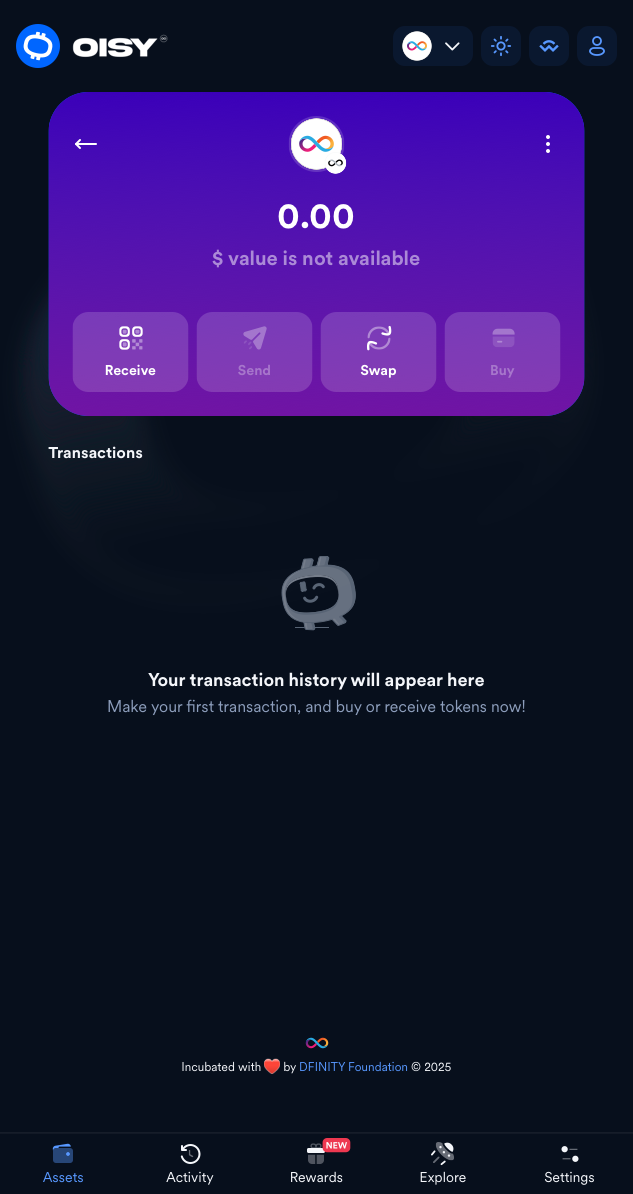 OISY
0.00
$ value is not available
Receive
Send
Swap
Buy
Transactions
Your transaction history will appear here
Make your first transaction, and buy or receive tokens now!
Incubated with ❤️ by DFINITY Foundation © 2025
NEW
Assets
Activity
Rewards
Explore
Settings